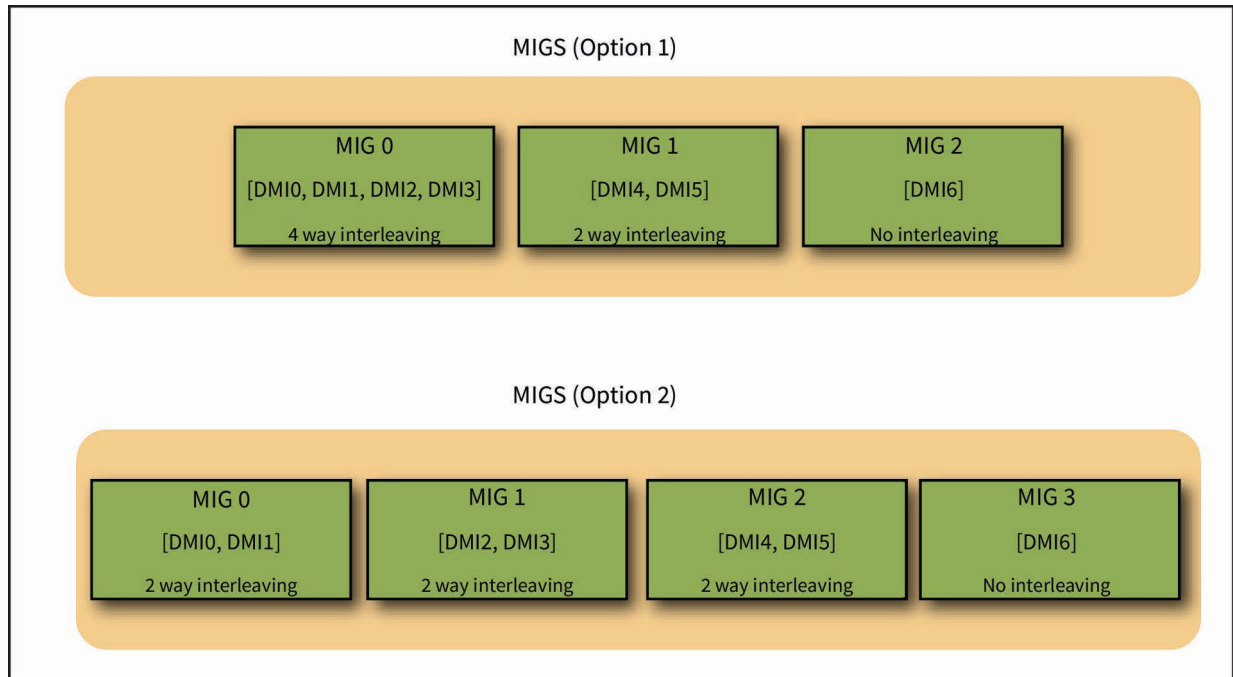 MIGS (Option 1)
MIG 0
[DMI0, DMI1, DMI2, DMI3]
4 way interleaving
MIG 1
[DMI4, DMI5]
2 way interleaving
MIG 2
[DMI6]
No interleaving
MIGS (Option 2)
MIG 0
[DMI0, DMI1]
2 way interleaving
MIG 1
[DMI2, DMI3]
2 way interleaving
MIG 2
[DMI4, DMI5]
2 way interleaving
MIG 3
[DMI6]
No interleaving